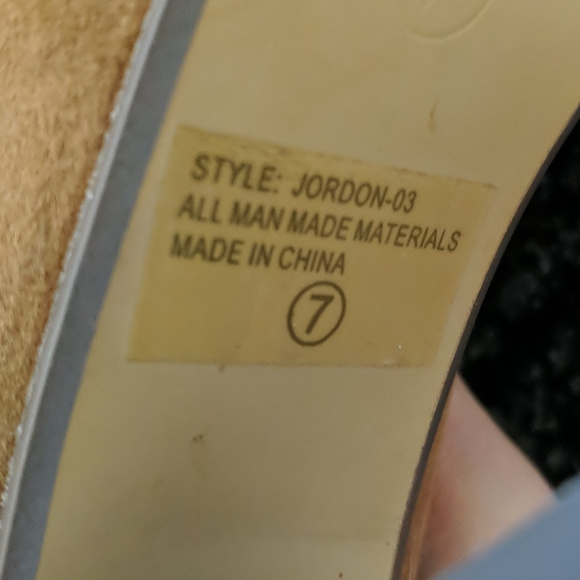 STYLE: JORDON-03
ALL MAN MADE MATERIALS
MADE IN CHINA
7